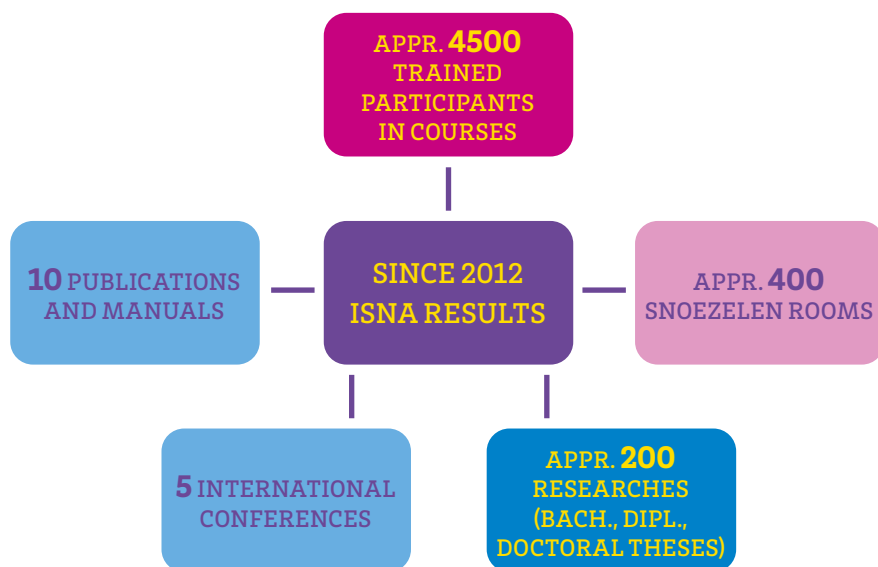 APPR. 4500
TRAINED
PARTICIPANTS
IN COURSES
10 PUBLICATIONS
AND MANUALS
SINCE 2012
ISNA RESULTS
APPR. 400
SNOEZELEN ROOMS
5 INTERNATIONAL
CONFERENCES
APPR. 200
RESEARCHES
(BACH., DIPL.,
DOCTORAL THESES)